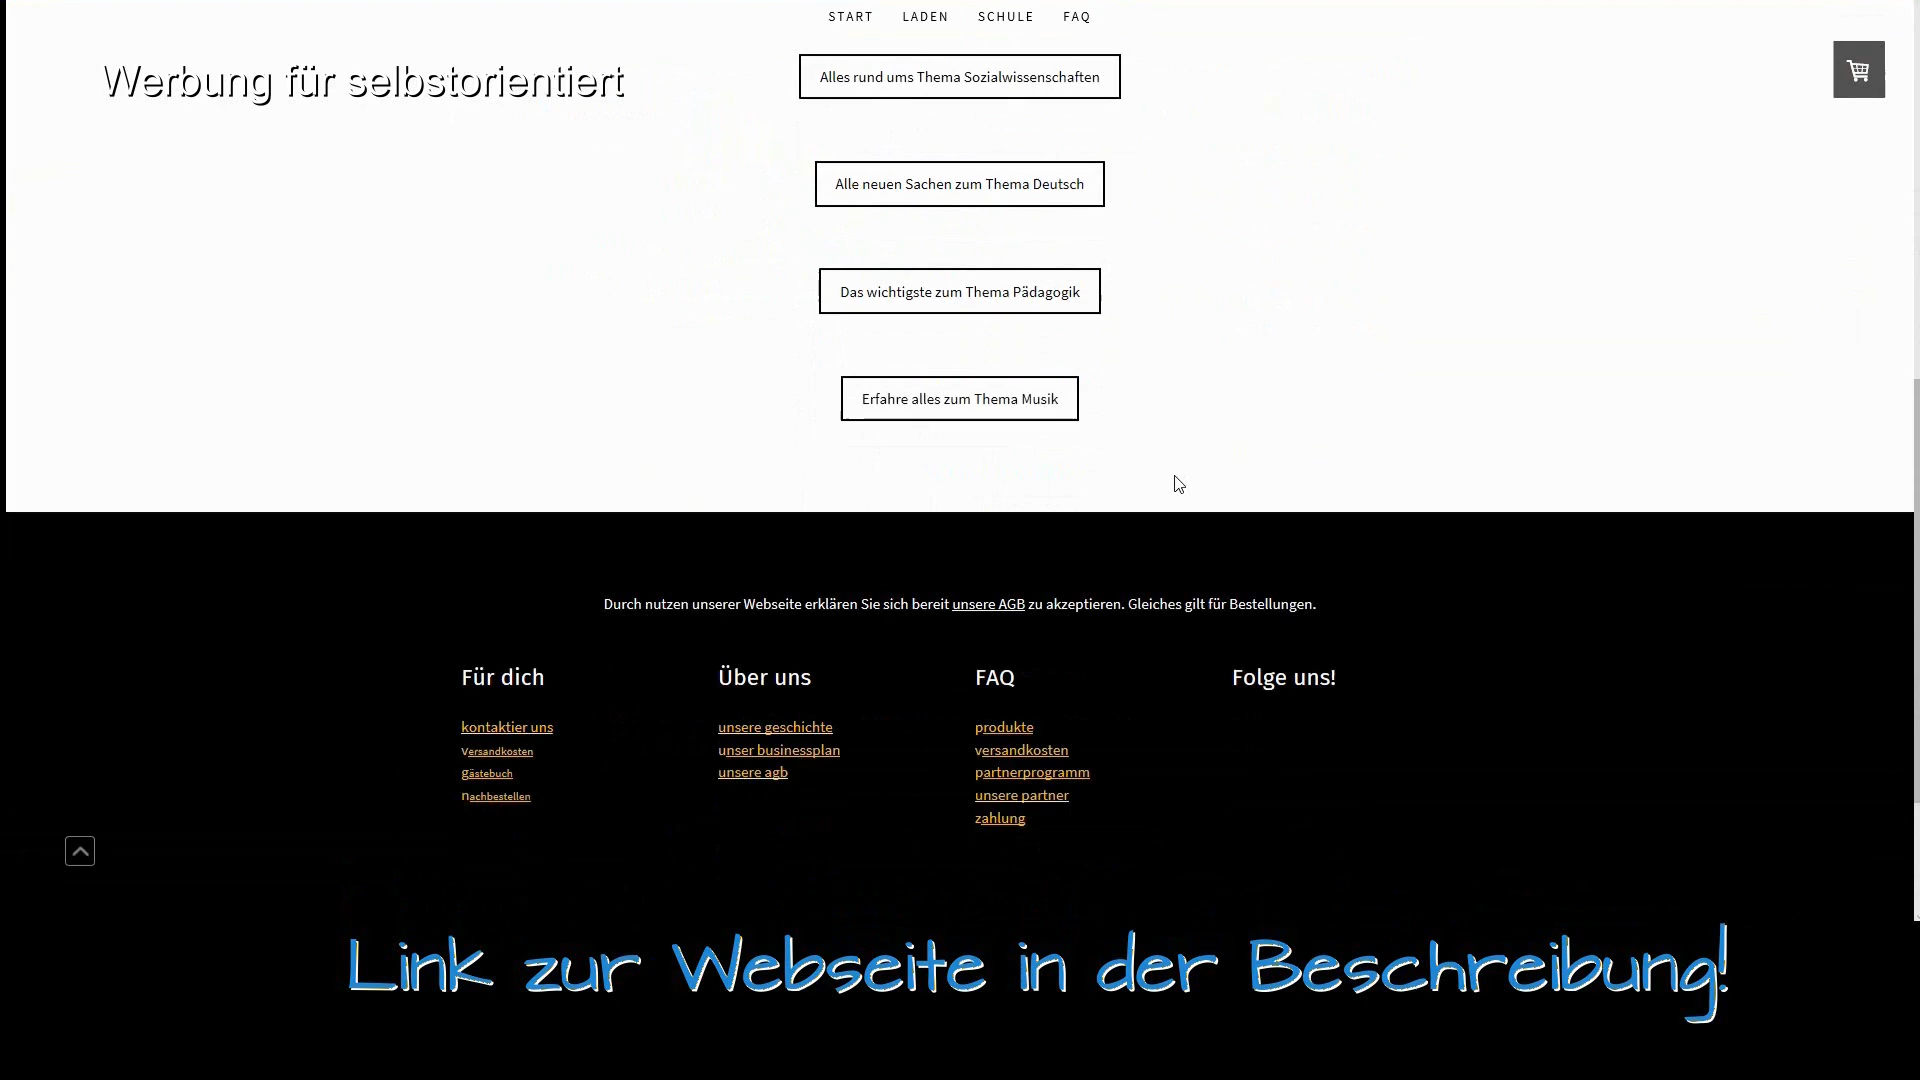 START LADEN SCHULE FAQ
Werbung für selbstorientiert
Alles rund ums Thema Sozialwissenschaften
Alle neuen Sachen zum Thema Deutsch
Das wichtigste zum Thema Pädagogik
Erfahre alles zum Thema Musik
Durch nutzen unserer Webseite erklären Sie sich bereit unsere AGB zu akzeptieren. Gleiches gilt für Bestellungen.
Für dich
kontaktier uns
versandkosten
gästebuch
nachbestellen
Über uns
unsere geschichte
unser businessplan
unsere agb
FAQ
produkte
versandkosten
partnerprogramm
unsere partner
zahlung
Folge uns!
Link zur Webseite in der Beschreibung!